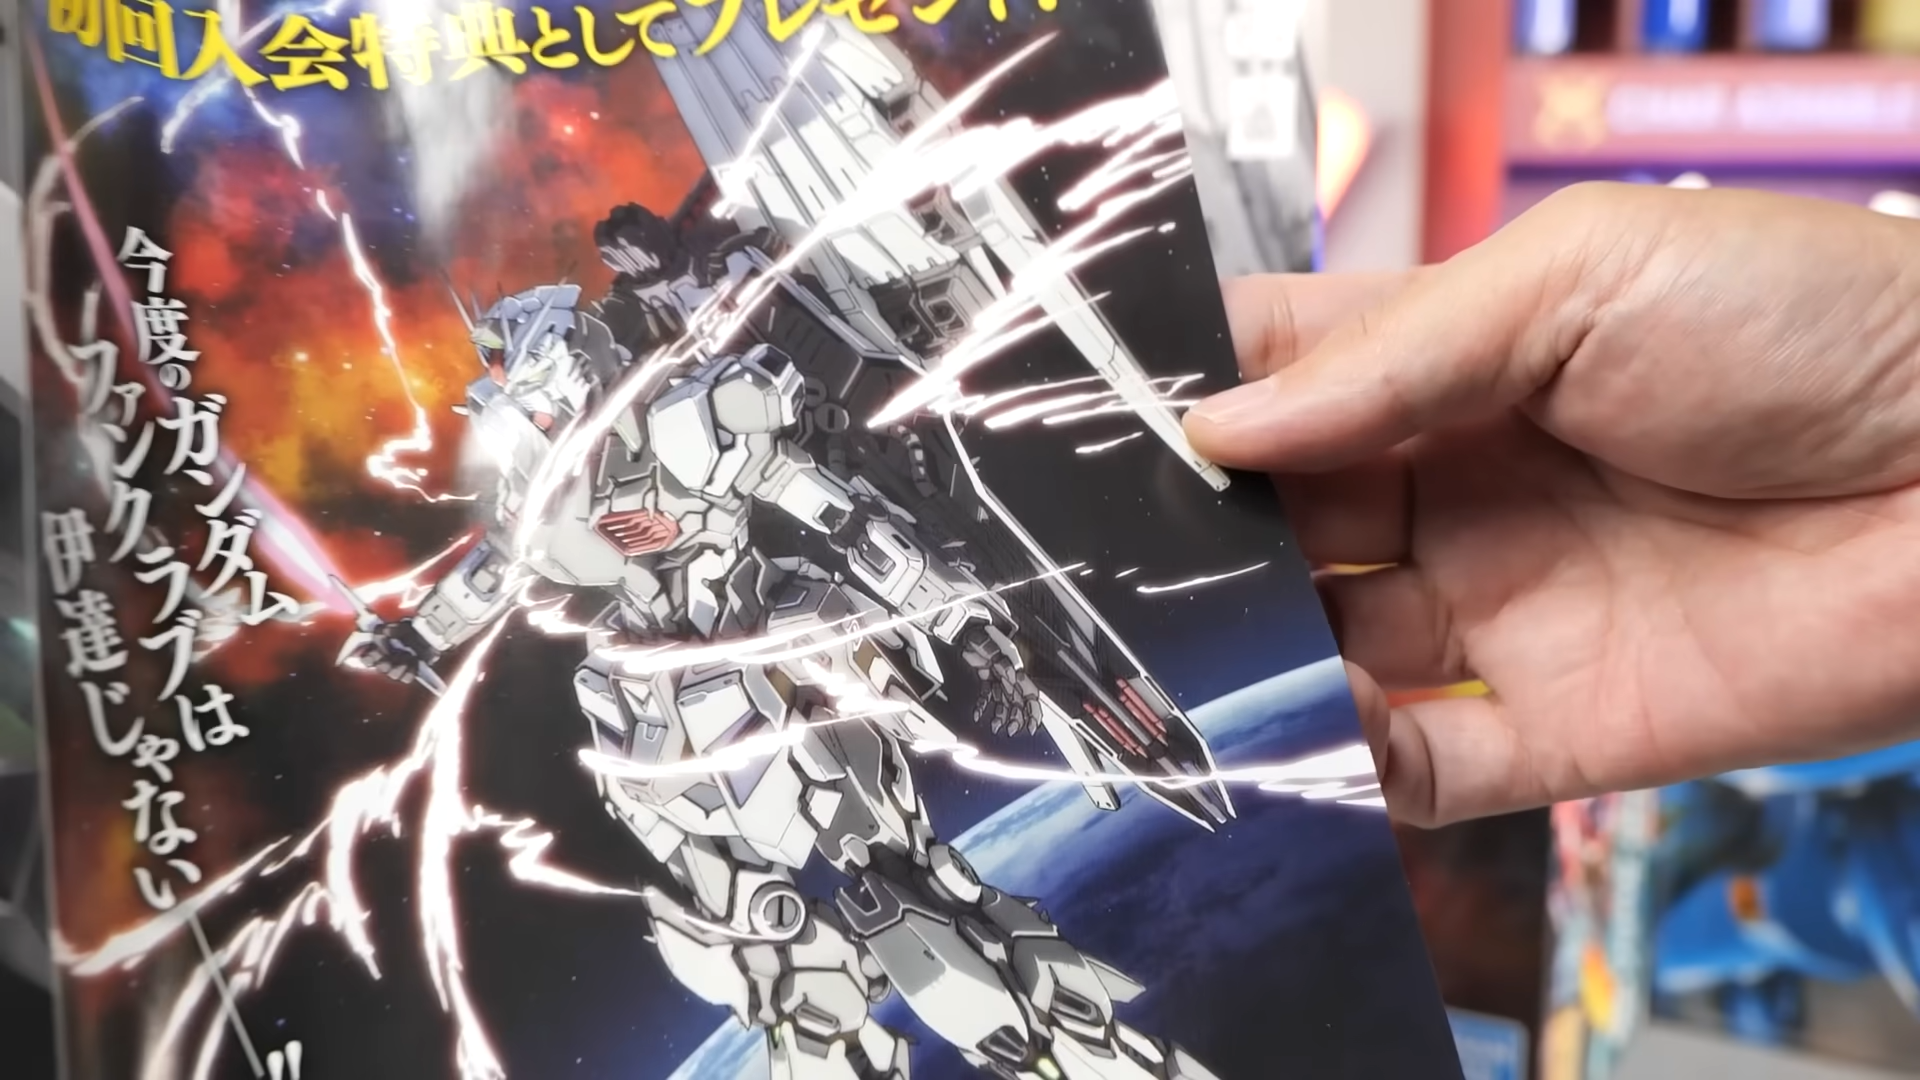 初回入会特典としてプレゼント!
今度のガンダム
ファンクラブは
伊達じゃない—!!